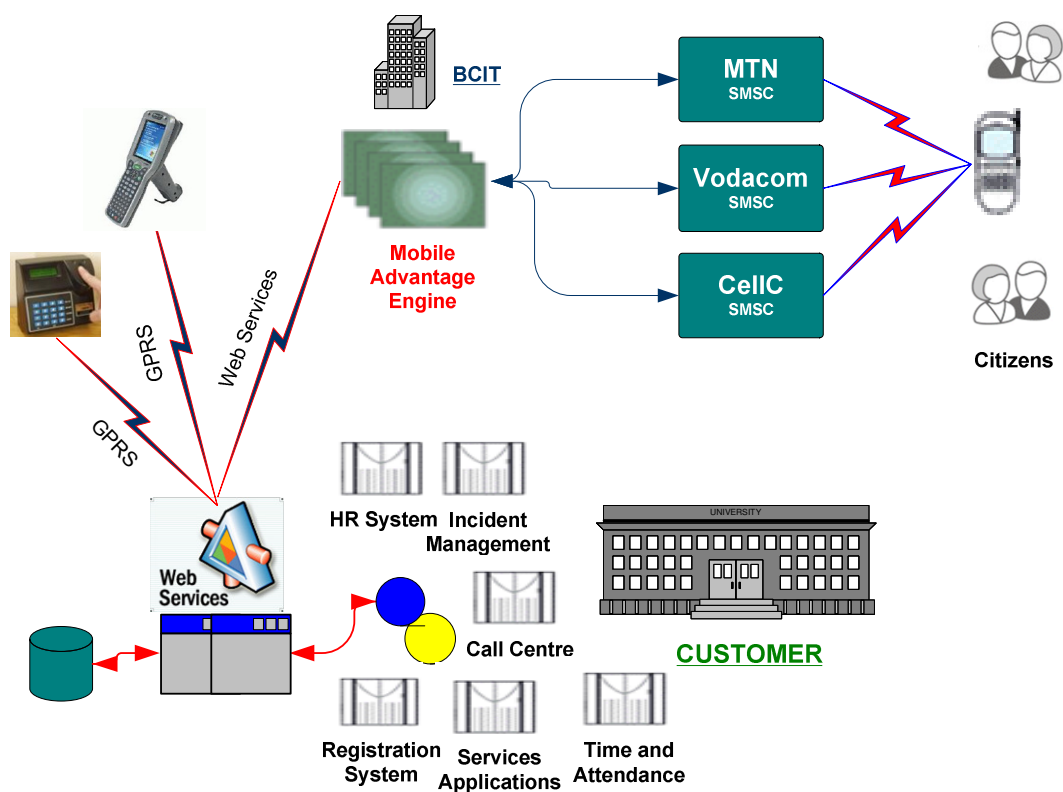 BCIT
MTN
SMSC
Vodacom
SMSC
CellC
SMSC
Mobile
Advantage
Engine
Citizens
GPRS
GPRS
Web Services
Web
Services
HR System
Incident
Management
UNIVERSITY
Call Centre
CUSTOMER
Registration
System
Services
Applications
Time and
Attendance